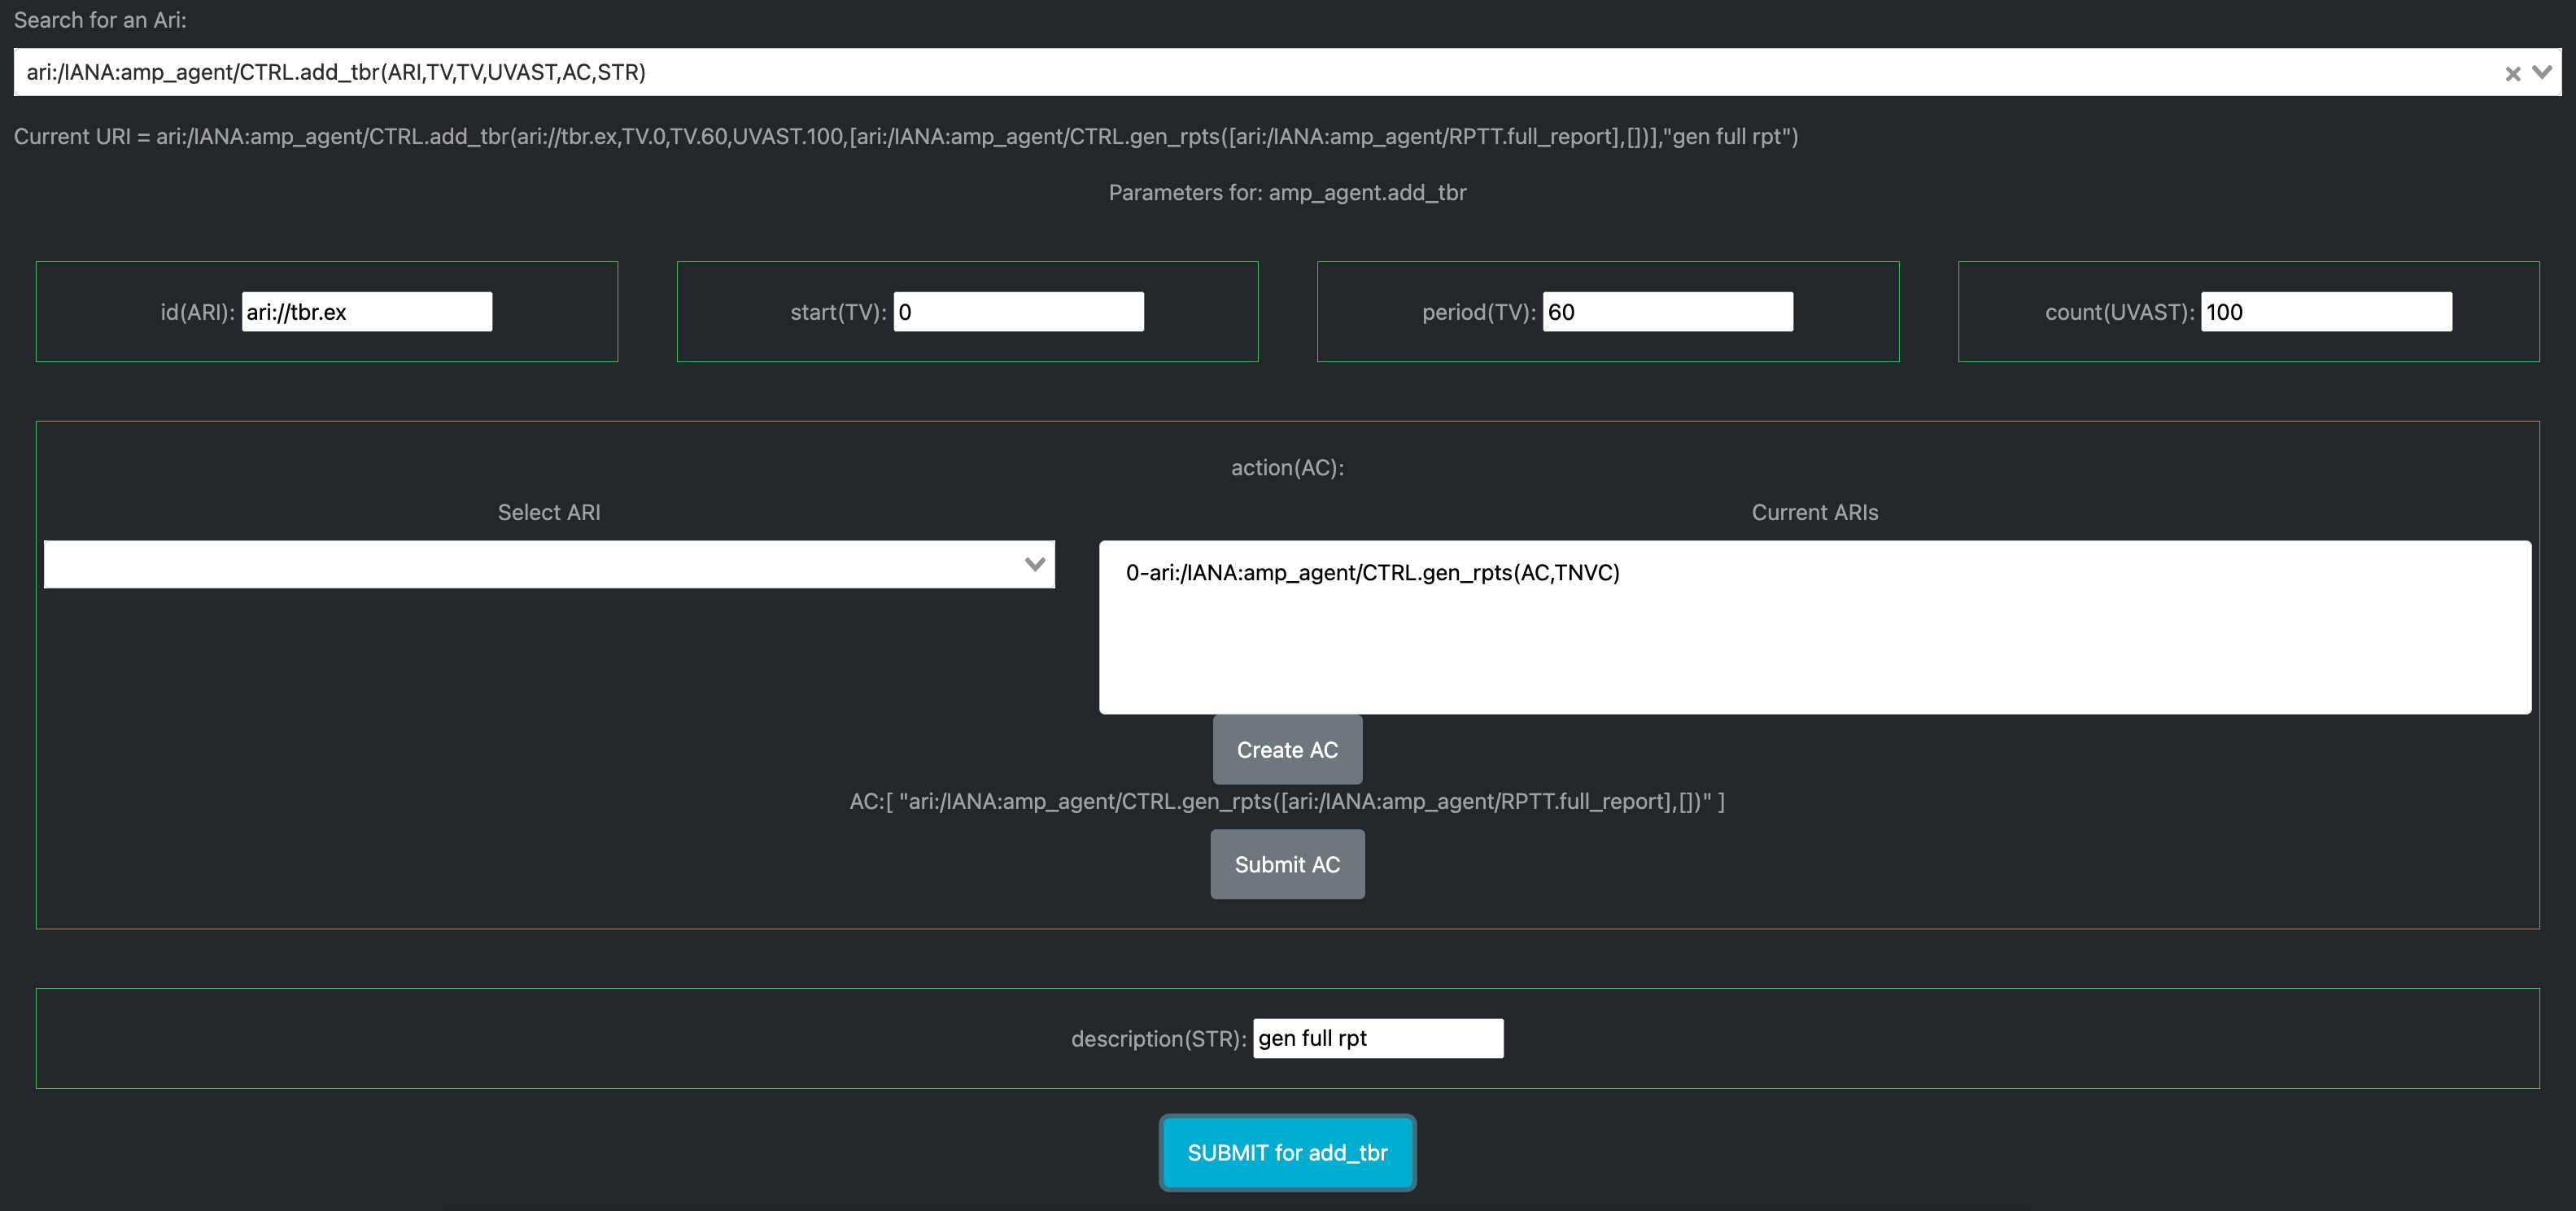 Search for an Ari:
ari:/IANA:amp_agent/CTRL.add_tbr(ARI,TV,TV,UVAST,AC,STR)
Current URI = ari:/IANA:amp_agent/CTRL.add_tbr(ari://tbr.ex,TV.0,TV.60,UVAST.100,[ari:/IANA:amp_agent/CTRL.gen_rpts([ari:/IANA:amp_agent/RPTT.full_report],[])],"gen full rpt")
Parameters for: amp_agent.add_tbr
id(ARI): ari://tbr.ex
start(TV): 0
period(TV): 60
count(UVAST): 100
action(AC):
Select ARI
Current ARIs
0-ari:/IANA:amp_agent/CTRL.gen_rpts(AC,TNVC)
Create AC
AC:[ "ari:/IANA:amp_agent/CTRL.gen_rpts([ari:/IANA:amp_agent/RPTT.full_report],[])" ]
Submit AC
description(STR): gen full rpt
SUBMIT for add_tbr